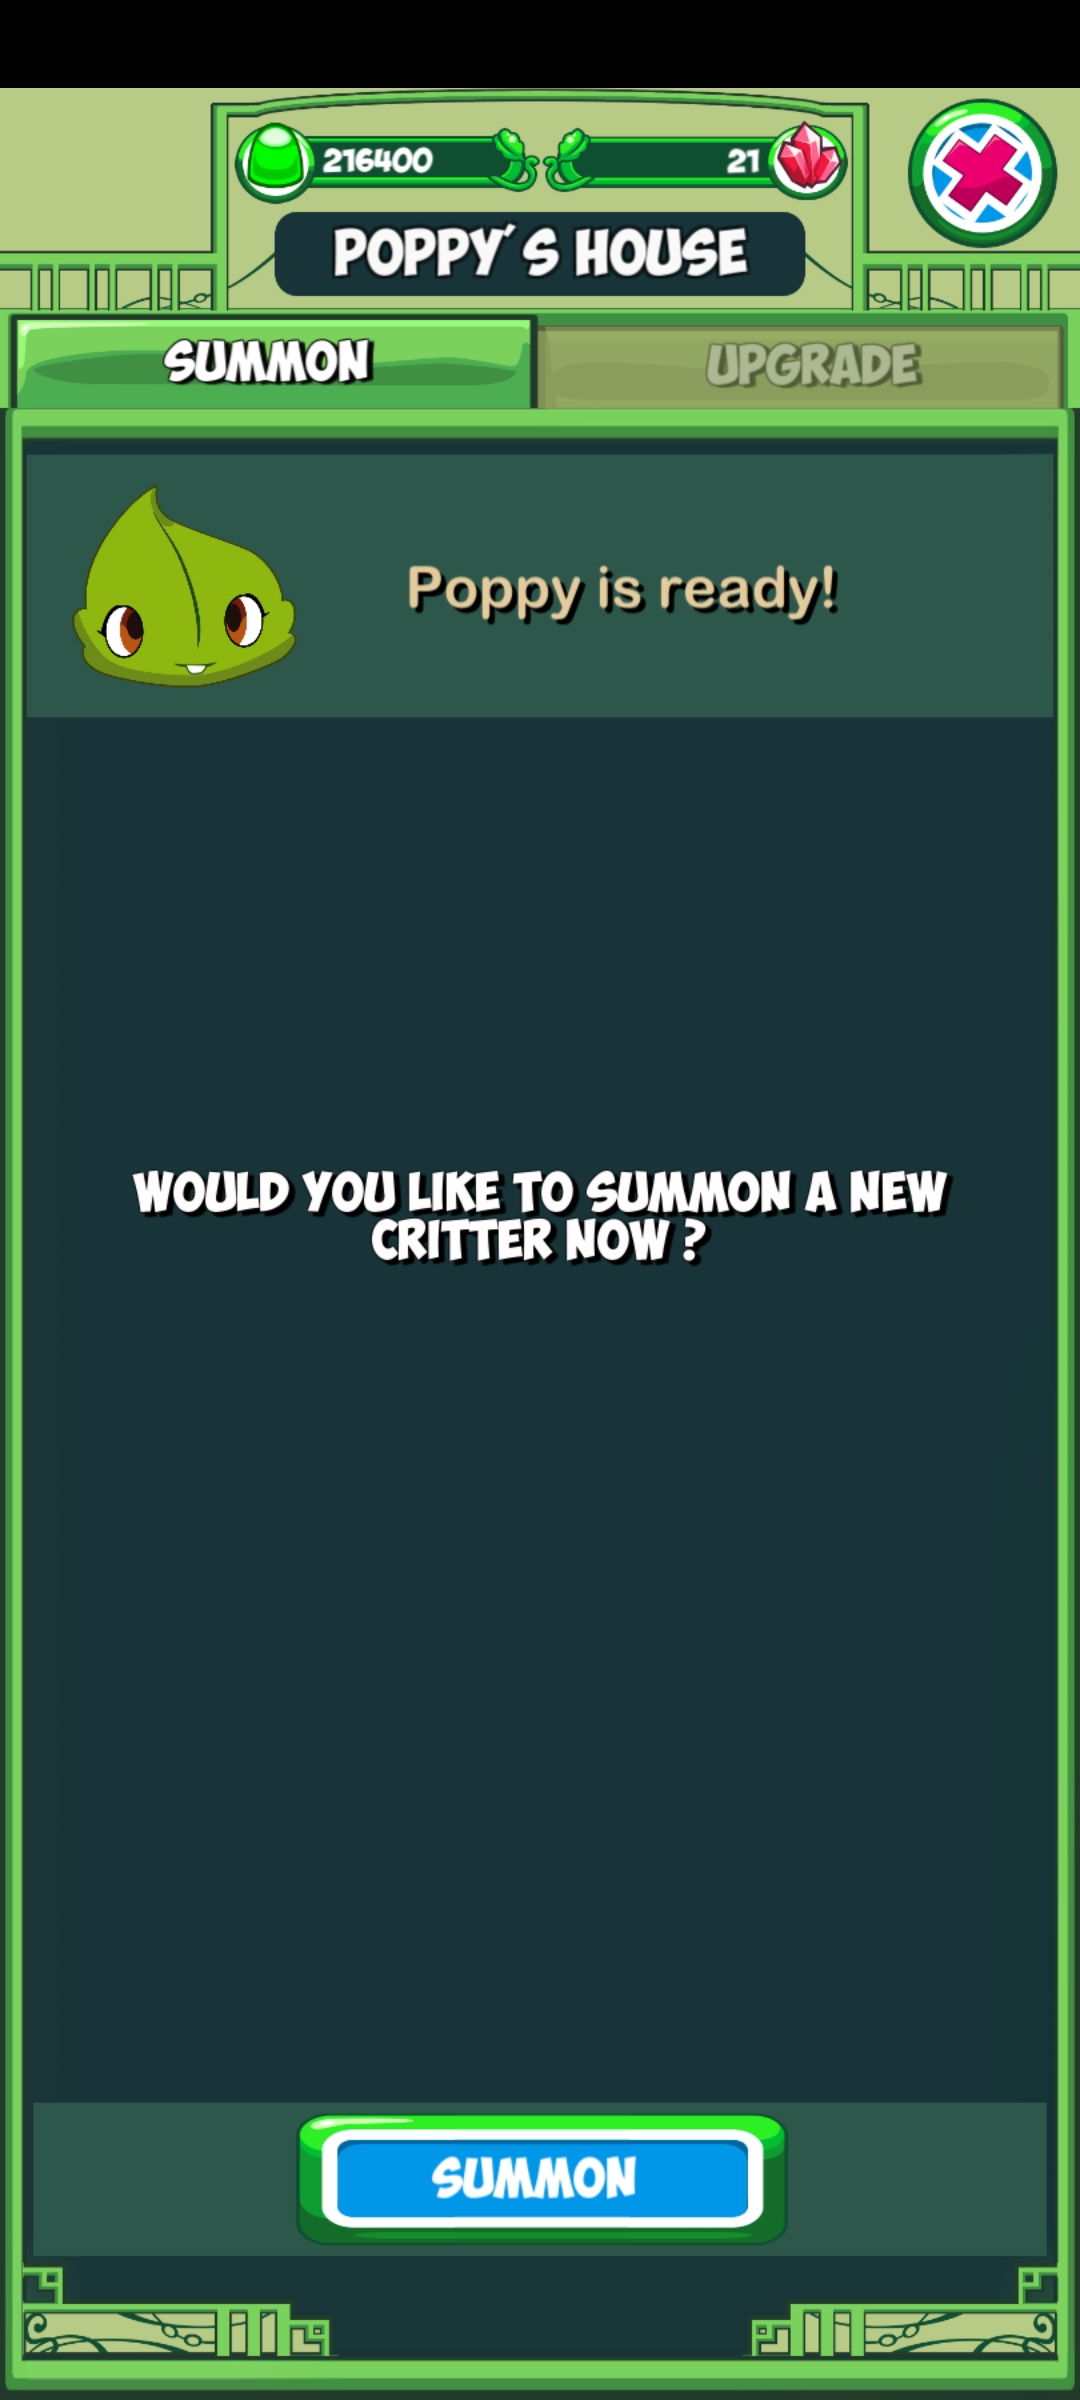 216400
21
POPPY´S HOUSE
SUMMON
UPGRADE
Poppy is ready!
WOULD YOU LIKE TO SUMMON A NEW
CRITTER NOW ?
SUMMON